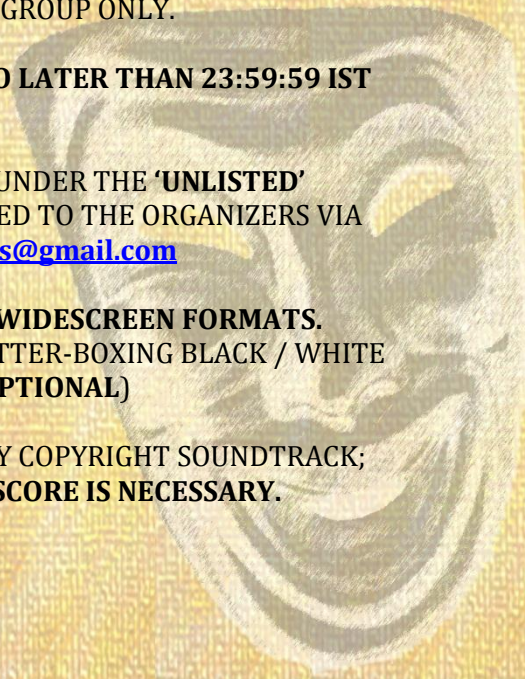 GROUP ONLY.
LATER THAN 23:59:59 IST
UNDER THE ‘UNLISTED’
ED TO THE ORGANIZERS VIA
s@gmail.com
WIDESCREEN FORMATS.
TTER-BOXING BLACK / WHITE
PTIONAL)
Y COPYRIGHT SOUNDTRACK;
SCORE IS NECESSARY.